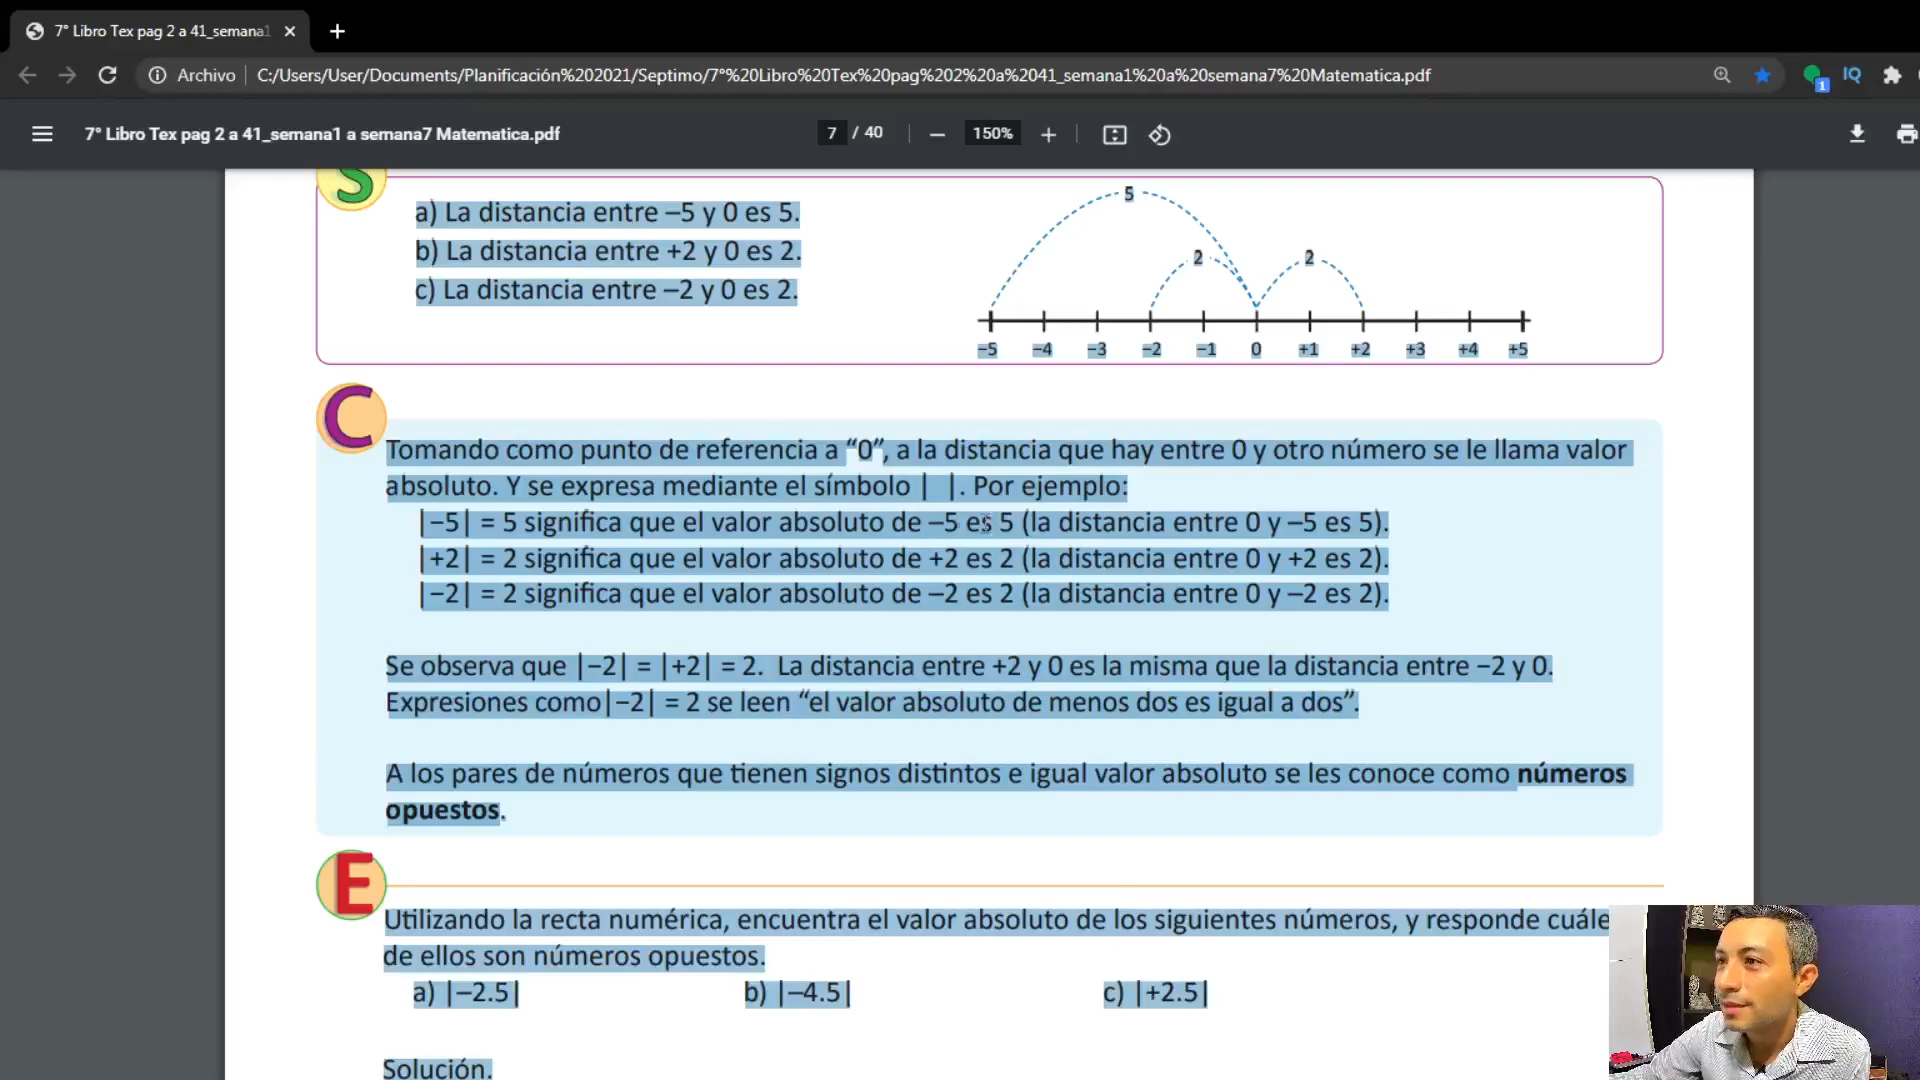 7° Libro Tex pag 2 a 41_semana1
Archivo C:/Users/User/Documents/Planificación%202021/Septimo/7°%20Libro%20Tex%20pag%202%20a%2041_semana1%20a%20semana7%20Matematica.pdf
1
IQ
7° Libro Tex pag 2 a 41_semana1 a semana7 Matematica.pdf
7 / 40
150%
S
a) La distancia entre –5 y 0 es 5.
b) La distancia entre +2 y 0 es 2.
c) La distancia entre –2 y 0 es 2.
5
2 2
−5 −4 −3 −2 −1 0 +1 +2 +3 +4 +5
C
Tomando como punto de referencia a “0”, a la distancia que hay entre 0 y otro número se le llama valor
absoluto. Y se expresa mediante el símbolo | |. Por ejemplo:
|−5| = 5 significa que el valor absoluto de –5 es 5 (la distancia entre 0 y –5 es 5).
|+2| = 2 significa que el valor absoluto de +2 es 2 (la distancia entre 0 y +2 es 2).
|−2| = 2 significa que el valor absoluto de –2 es 2 (la distancia entre 0 y –2 es 2).
Se observa que |−2| = |+2| = 2. La distancia entre +2 y 0 es la misma que la distancia entre −2 y 0.
Expresiones como|−2| = 2 se leen “el valor absoluto de menos dos es igual a dos”.
A los pares de números que tienen signos distintos e igual valor absoluto se les conoce como números
opuestos.
E
Utilizando la recta numérica, encuentra el valor absoluto de los siguientes números, y responde cuále
de ellos son números opuestos.
a) |–2.5| b) |–4.5| c) |+2.5|
Solución.